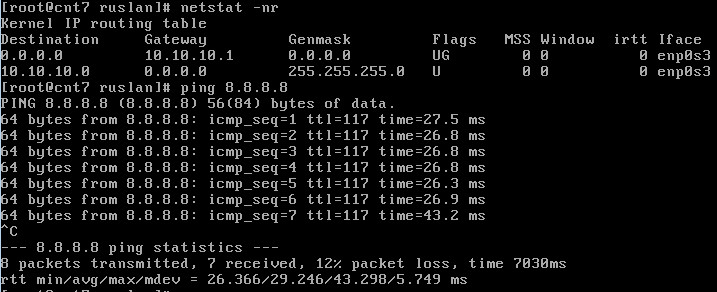 [root@cnt7 ruslan]# netstat -nr
Kernel IP routing table
Destination     Gateway         Genmask         Flags   MSS Window  irtt Iface
0.0.0.0         10.10.10.1      0.0.0.0         UG        0 0          0 enp0s3
10.10.10.0      0.0.0.0         255.255.255.0   U         0 0          0 enp0s3
[root@cnt7 ruslan]# ping 8.8.8.8
PING 8.8.8.8 (8.8.8.8) 56(84) bytes of data.
64 bytes from 8.8.8.8: icmp_seq=1 ttl=117 time=27.5 ms
64 bytes from 8.8.8.8: icmp_seq=2 ttl=117 time=26.8 ms
64 bytes from 8.8.8.8: icmp_seq=3 ttl=117 time=26.8 ms
64 bytes from 8.8.8.8: icmp_seq=4 ttl=117 time=26.8 ms
64 bytes from 8.8.8.8: icmp_seq=5 ttl=117 time=26.3 ms
64 bytes from 8.8.8.8: icmp_seq=6 ttl=117 time=26.9 ms
64 bytes from 8.8.8.8: icmp_seq=7 ttl=117 time=43.2 ms
^C
--- 8.8.8.8 ping statistics ---
8 packets transmitted, 7 received, 12% packet loss, time 7030ms
rtt min/avg/max/mdev = 26.366/29.246/43.298/5.749 ms